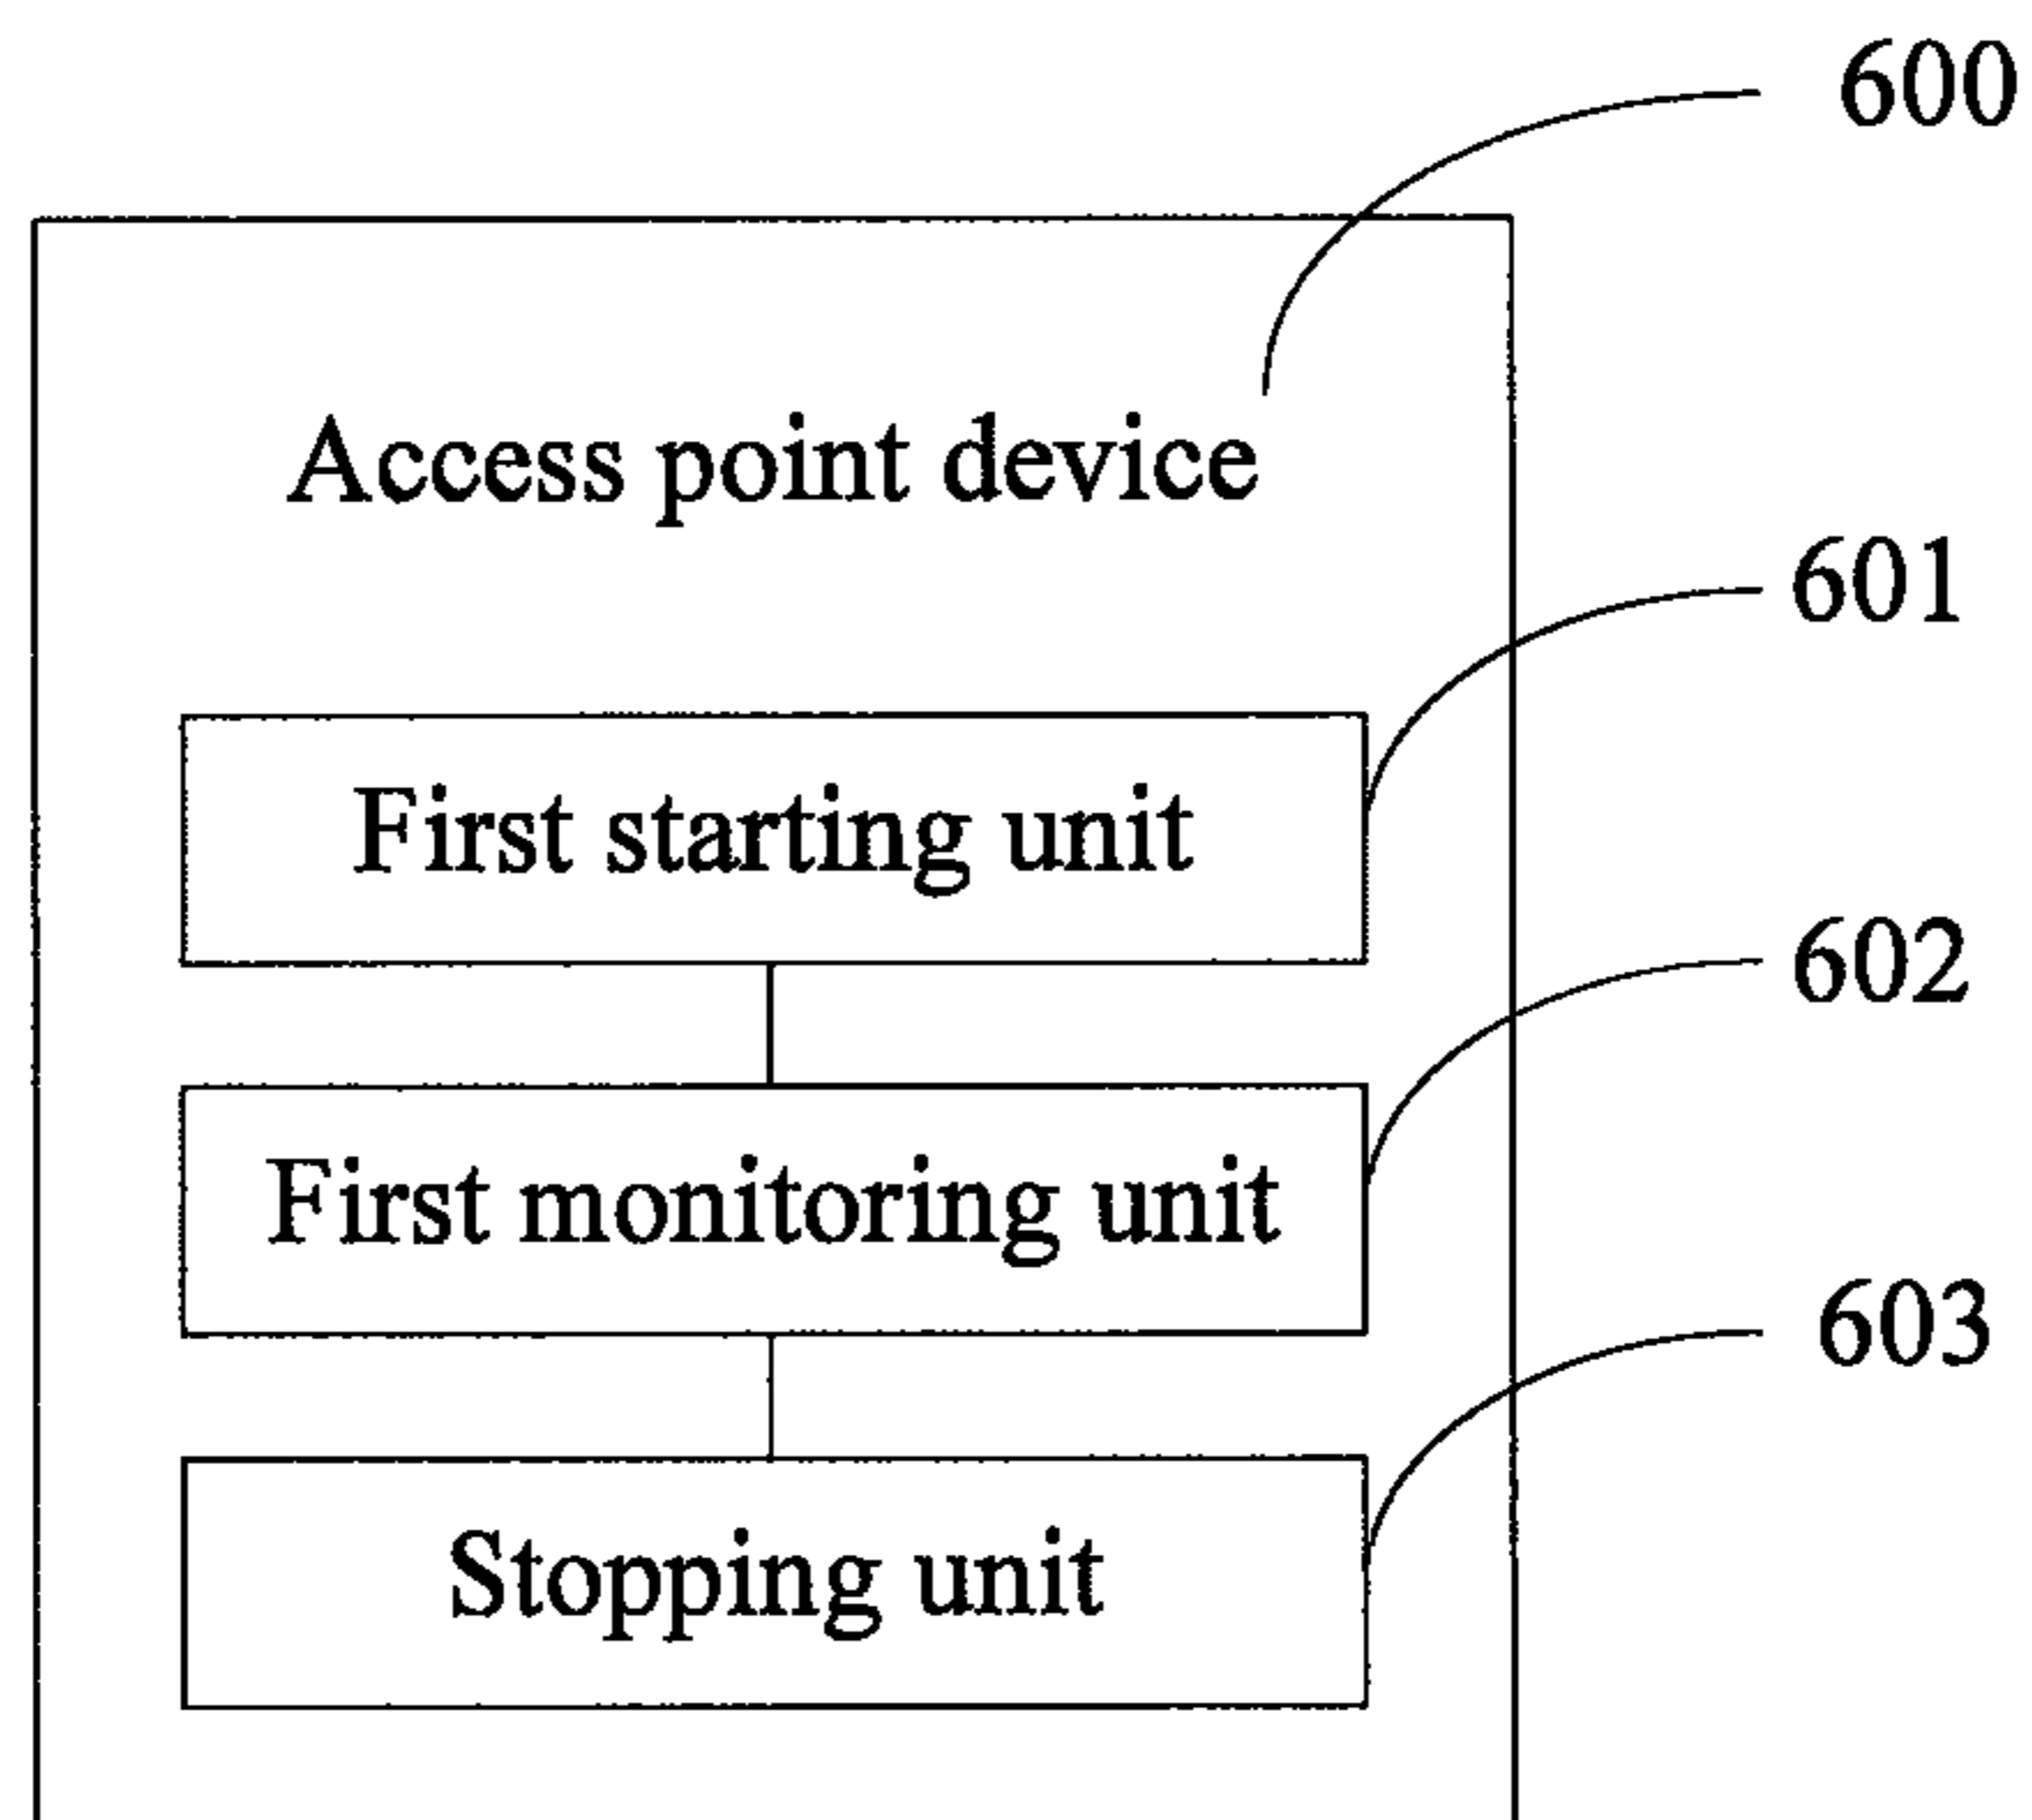 600
Access point device
601
First starting unit
602
First monitoring unit
603
Stopping unit